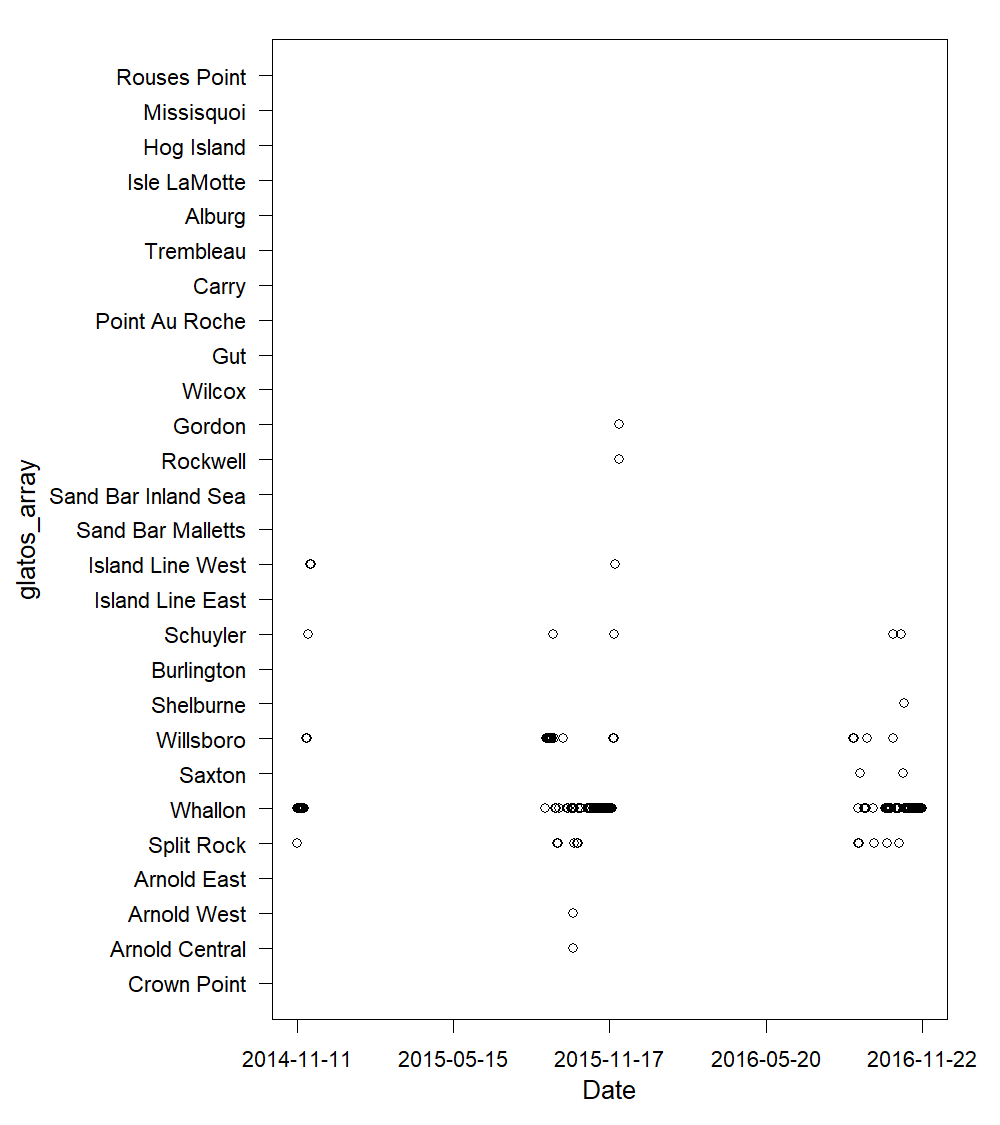 Rouses Point
Missisquoi
Hog Island
Isle LaMotte
Alburg
Trembleau
Carry
Point Au Roche
Gut
Wilcox
Gordon
Rockwell
Sand Bar Inland Sea
Sand Bar Malletts
Island Line West
Island Line East
Schuyler
Burlington
Shelburne
Willsboro
Saxton
Whallon
Split Rock
Arnold East
Arnold West
Arnold Central
Crown Point
glatos_array
2014-11-11 2015-05-15 2015-11-17 2016-05-20 2016-11-22
Date